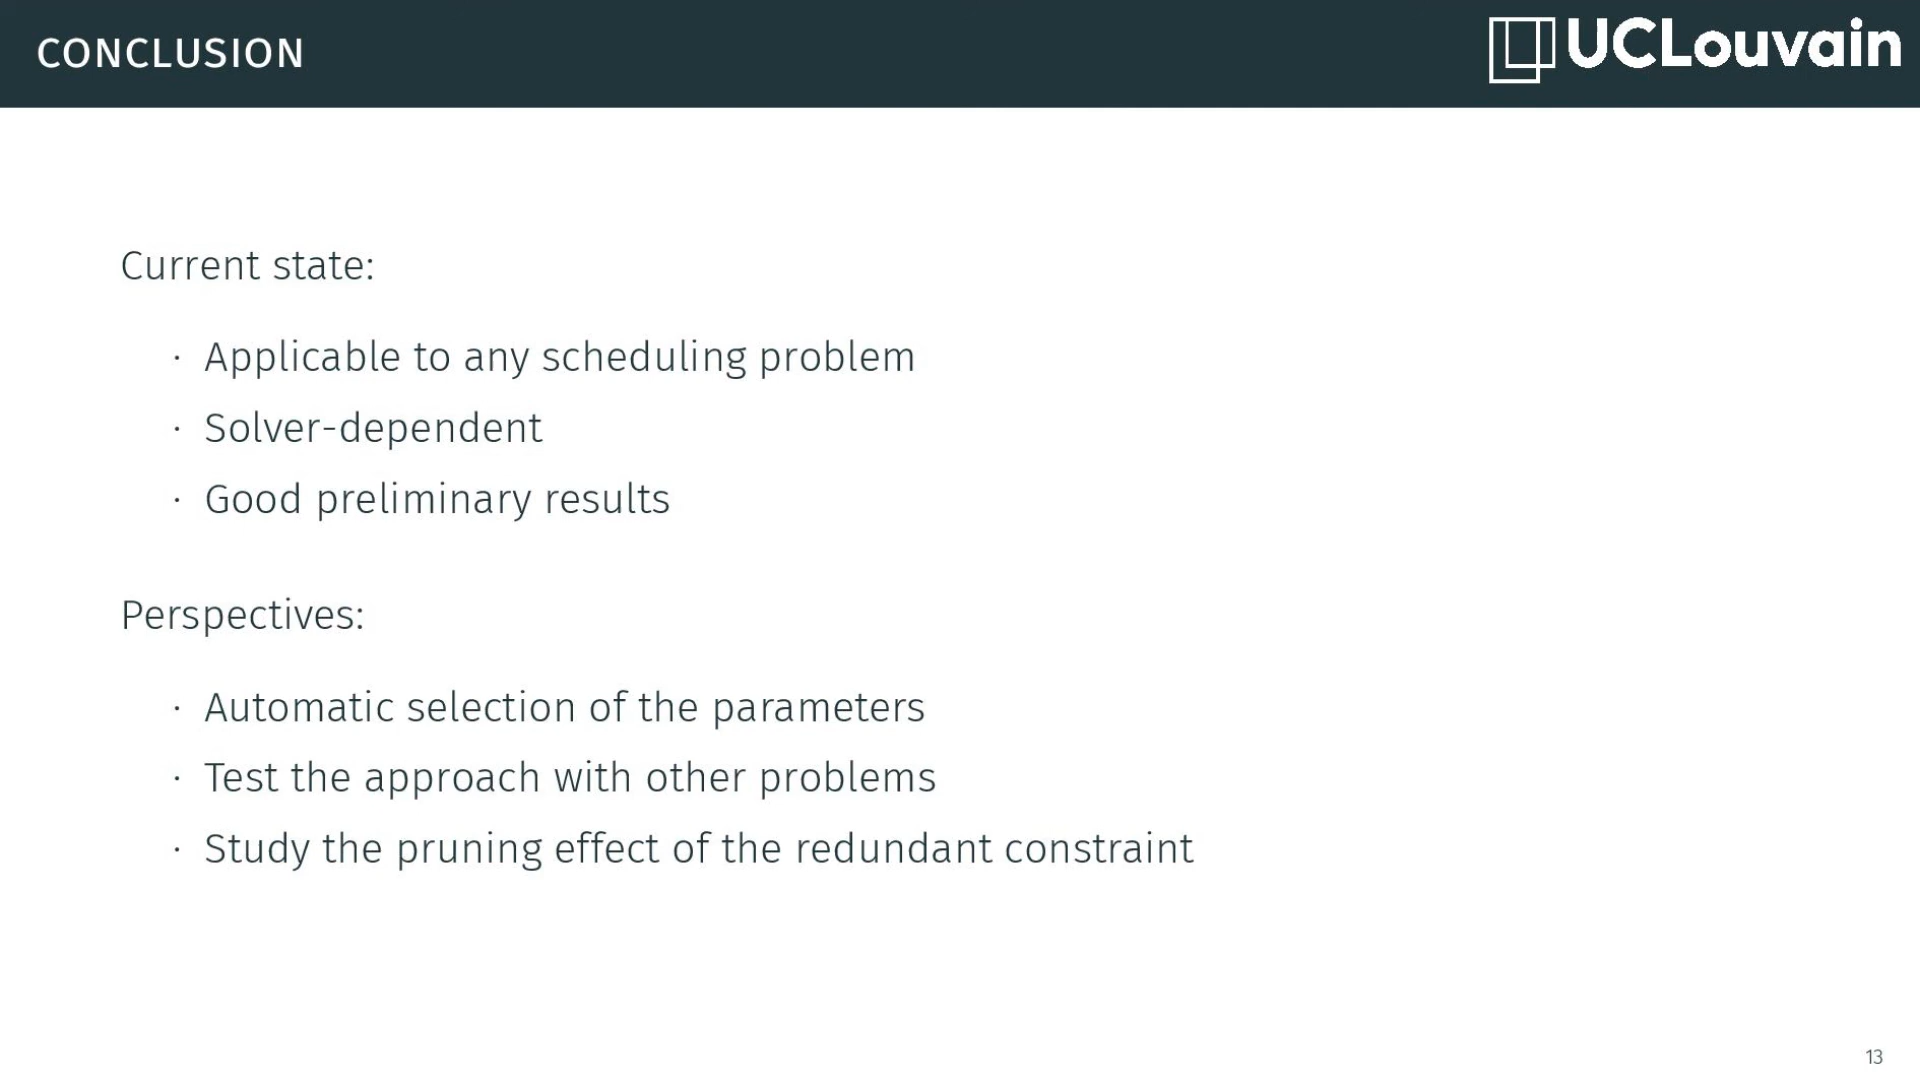 CONCLUSION
UCLouvain
Current state:
· Applicable to any scheduling problem
· Solver-dependent
· Good preliminary results
Perspectives:
· Automatic selection of the parameters
· Test the approach with other problems
· Study the pruning effect of the redundant constraint
13